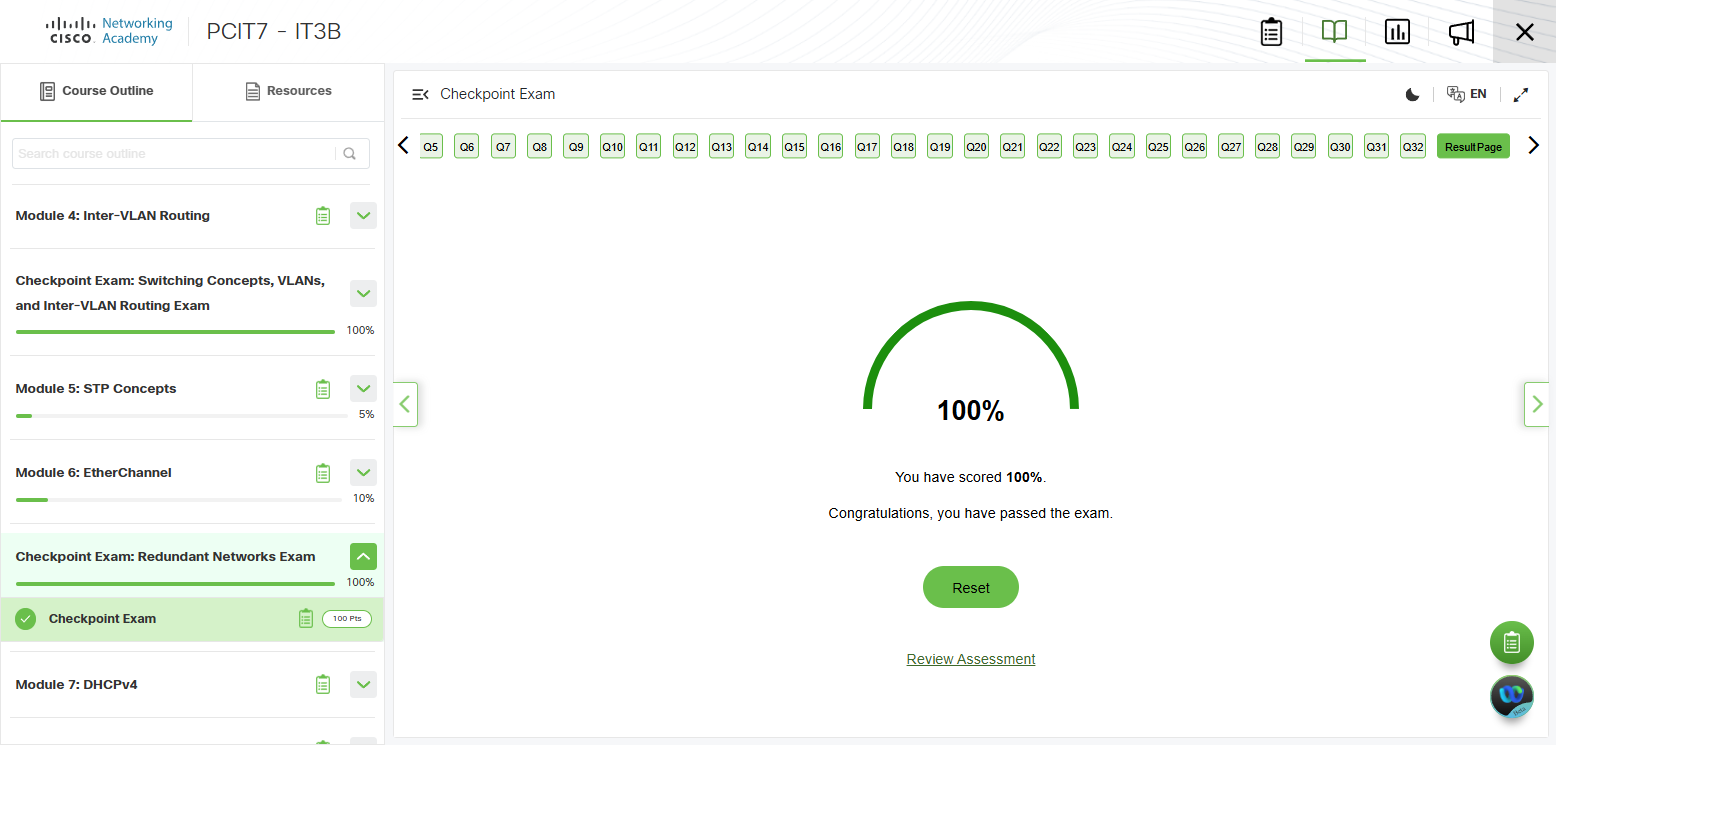 Networking
CISCO Academy
PCIT7 - IT3B
Course Outline
Resources
Search course outline
Module 4: Inter-VLAN Routing
Checkpoint Exam: Switching Concepts, VLANs,
and Inter-VLAN Routing Exam
100%
Module 5: STP Concepts
5%
Module 6: EtherChannel
10%
Checkpoint Exam: Redundant Networks Exam
100%
Checkpoint Exam
100 Pts
Module 7: DHCPv4
Checkpoint Exam
EN
Q5 Q6 Q7 Q8 Q9 Q10 Q11 Q12 Q13 Q14 Q15 Q16 Q17 Q18 Q19 Q20 Q21 Q22 Q23 Q24 Q25 Q26 Q27 Q28 Q29 Q30 Q31 Q32 Result Page
100%
You have scored 100%.
Congratulations, you have passed the exam.
Reset
Review Assessment
Beta